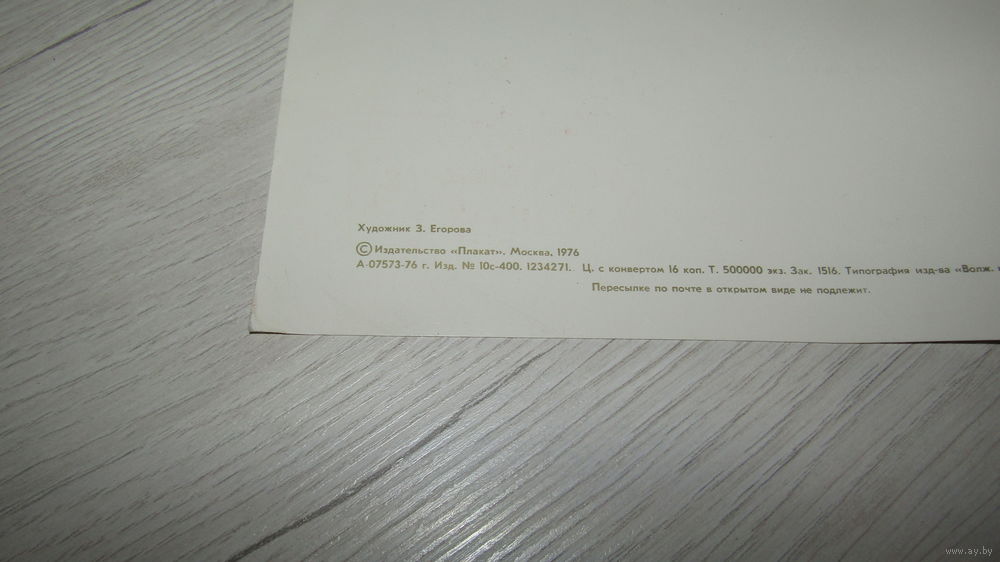 Художник З. Егорова
© Издательство «Плакат». Москва. 1976
А-07573-76 г. Изд. № 10с-400. 1234271. Ц. с конвертом 16 коп. Т. 500000 экз. Зак. 1516. Типография изд-ва «Волж.
Пересылке по почте в открытом виде не подлежит.
www.ay.by